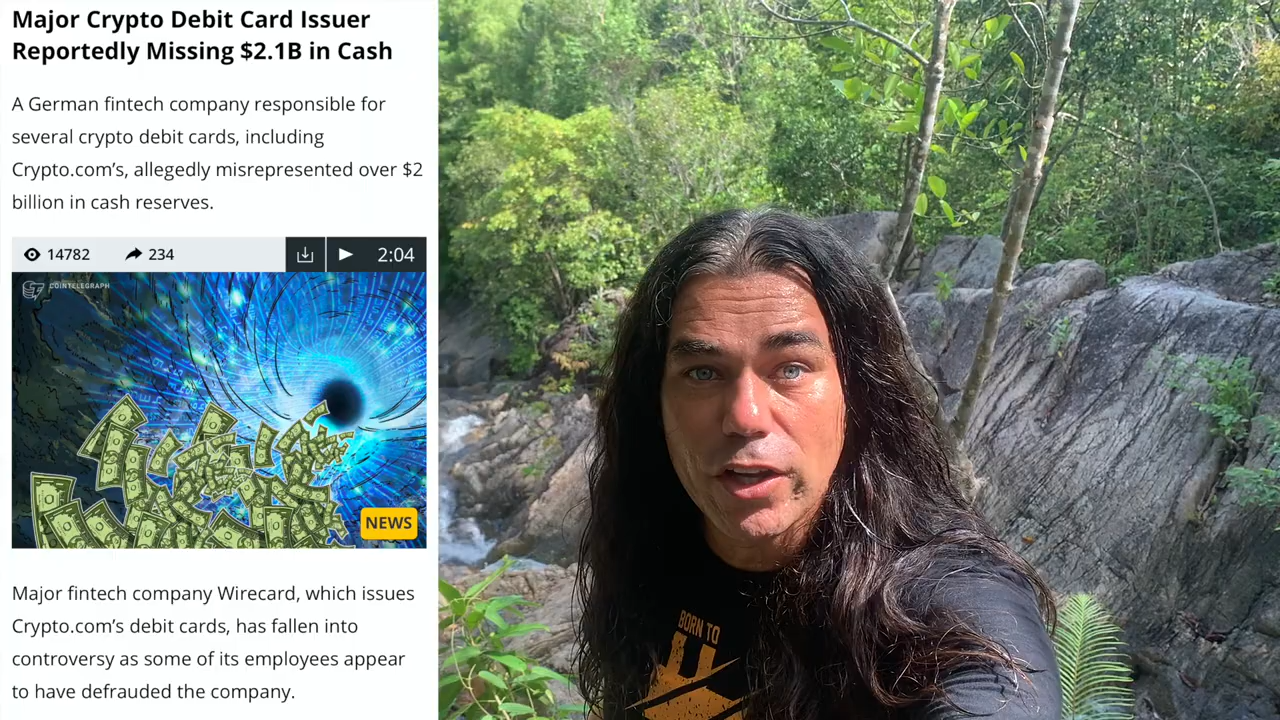 Major Crypto Debit Card Issuer
Reportedly Missing $2.1B in Cash
A German fintech company responsible for
several crypto debit cards, including
Crypto.com’s, allegedly misrepresented over $2
billion in cash reserves.
14782 234 2:04
COINTELEGRAPH
NEWS
Major fintech company Wirecard, which issues
Crypto.com’s debit cards, has fallen into
controversy as some of its employees appear
to have defrauded the company.
BORN TO